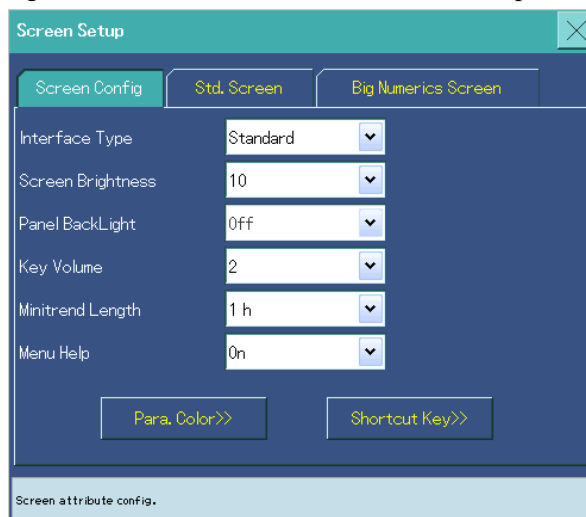 Screen Setup
Screen Config Std. Screen Big Numerics Screen
Interface Type Standard
Screen Brightness 10
Panel BackLight Off
Key Volume 2
Minitrend Length 1 h
Menu Help On
Para. Color>> Shortcut Key>>
Screen attribute config.